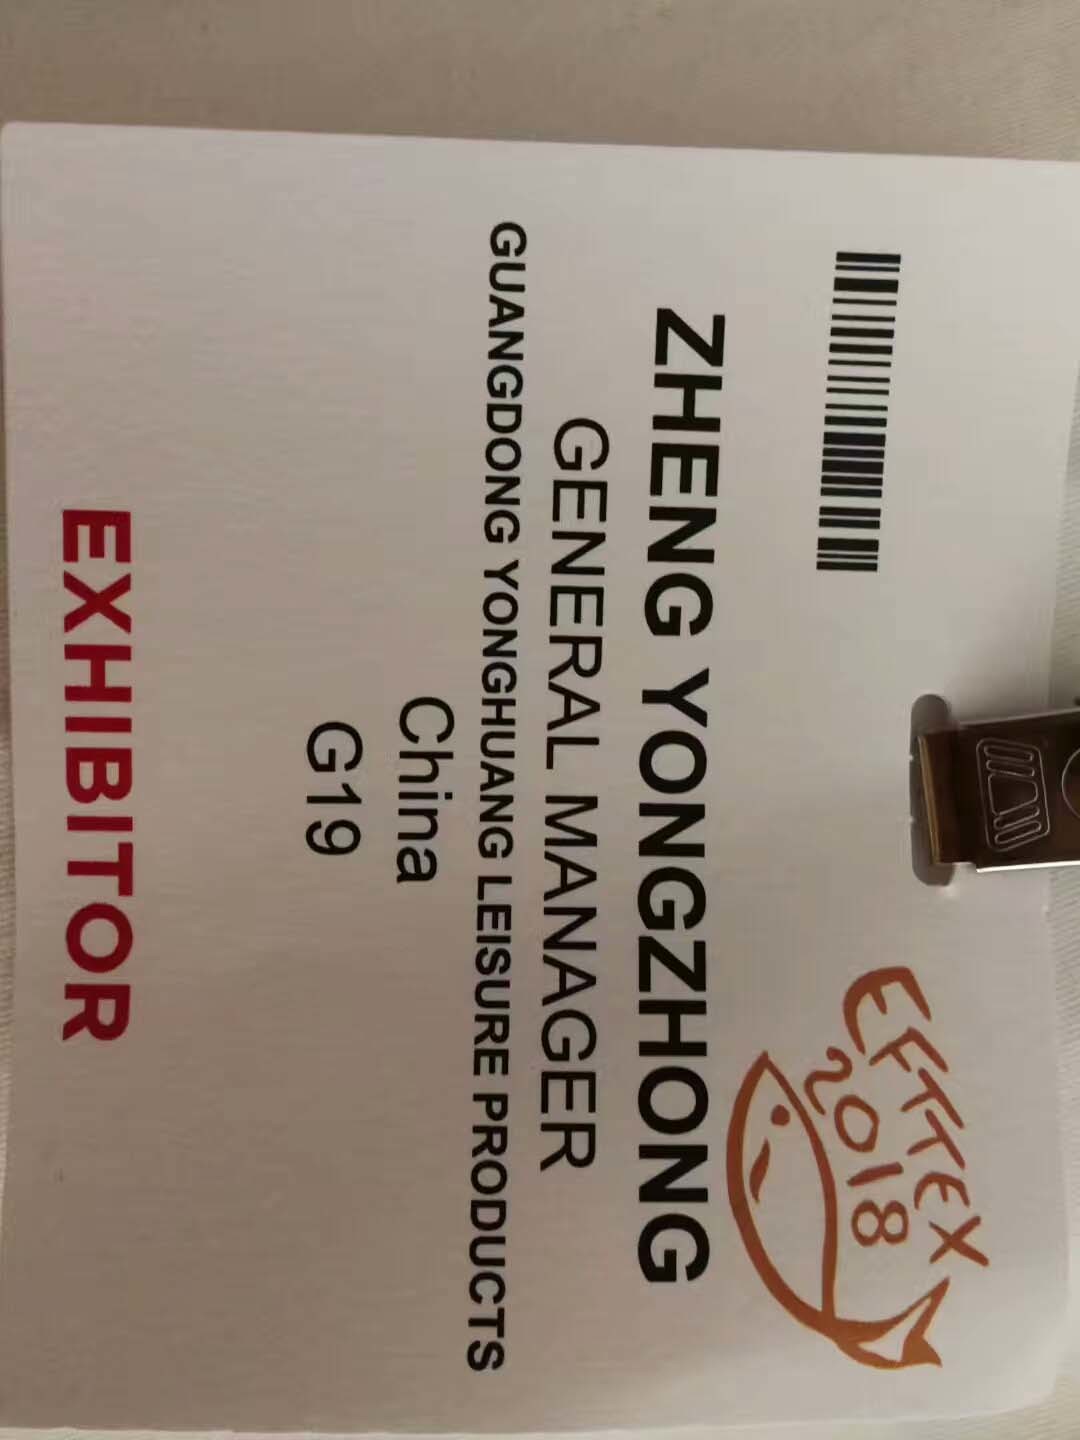 EFTTEX
2018
ZHENG YONGZHONG
GENERAL MANAGER
GUANGDONG YONGHUANG LEISURE PRODUCTS
China
G19
EXHIBITOR